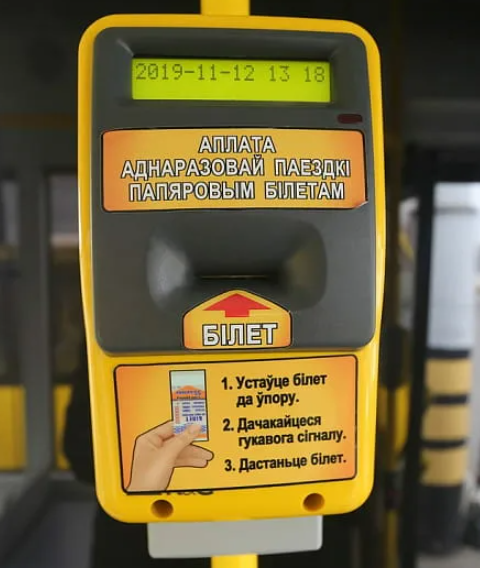 2019-11-12 13 18
АПЛАТА
АДНАРАЗОВАЙ ПАЕЗДКІ
ПАПЯРОВЫМ БІЛЕТАМ
БІЛЕТ
1. Устаўце білет
да ўпору.
2. Дачакайцеся
гукавога сігналу.
3. Дастаньце білет.